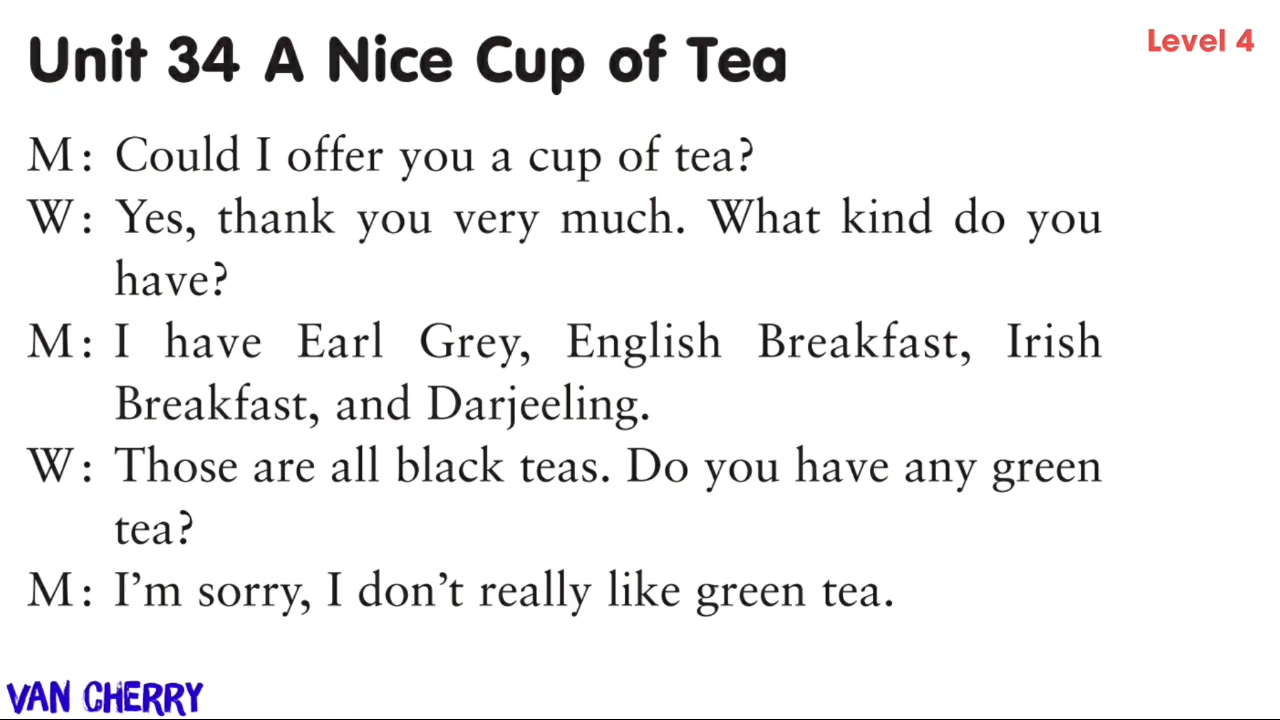 Unit 34 A Nice Cup of Tea
Level 4
M: Could I offer you a cup of tea?
W: Yes, thank you very much. What kind do you
have?
M: I have Earl Grey, English Breakfast, Irish
Breakfast, and Darjeeling.
W: Those are all black teas. Do you have any green
tea?
M: I’m sorry, I don’t really like green tea.
VAN CHERRY